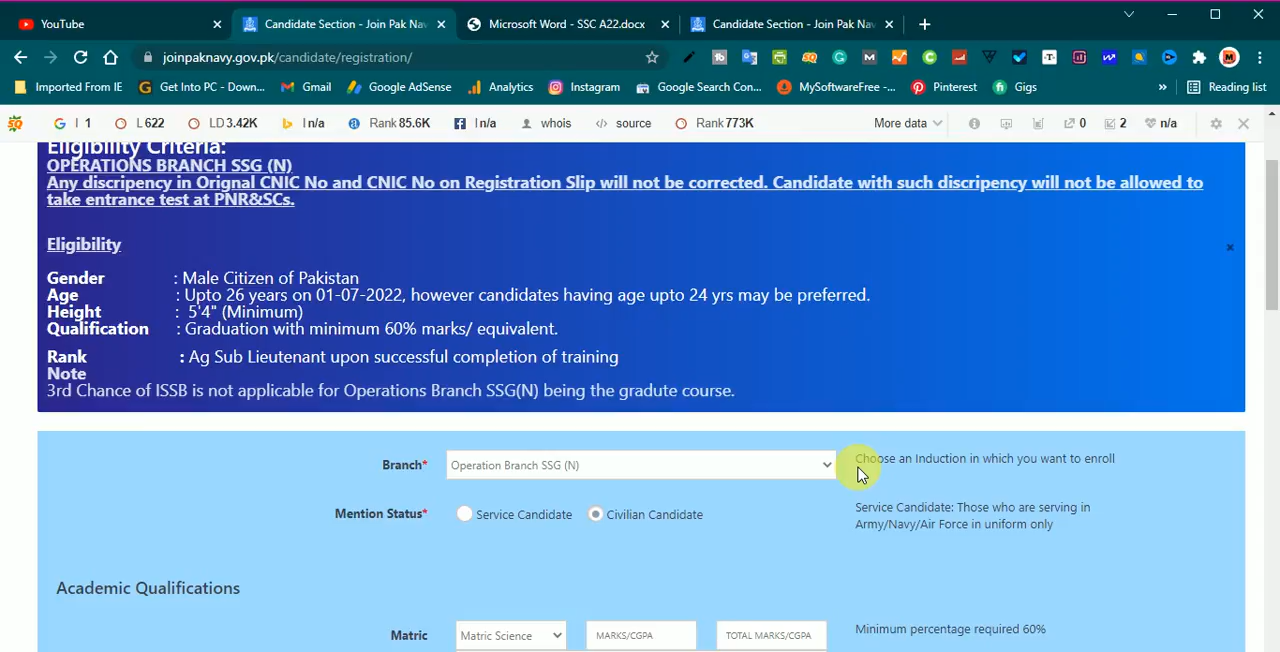 YouTube
Candidate Section - Join Pak Nav
Microsoft Word - SSC A22.docx
Candidate Section - Join Pak Nav
joinpaknavy.gov.pk/candidate/registration/
Imported From IE
Get Into PC - Down...
Gmail
Google AdSense
Analytics
Instagram
Google Search Con...
MySoftwareFree -...
Pinterest
Gigs
»
Reading list
I 1
L 622
LD 3.42K
I n/a
Rank 85.6K
I n/a
whois
source
Rank 773K
More data
0
2
n/a
Eligibility Criteria:
OPERATIONS BRANCH SSG (N)
Any discripency in Orignal CNIC No and CNIC No on Registration Slip will not be corrected. Candidate with such discripency will not be allowed to
take entrance test at PNR&SCs.
Eligibility
Gender : Male Citizen of Pakistan
Age : Upto 26 years on 01-07-2022, however candidates having age upto 24 yrs may be preferred.
Height : 5'4" (Minimum)
Qualification : Graduation with minimum 60% marks/ equivalent.
Rank : Ag Sub Lieutenant upon successful completion of training
Note
3rd Chance of ISSB is not applicable for Operations Branch SSG(N) being the gradute course.
Branch* Operation Branch SSG (N) Choose an Induction in which you want to enroll
Mention Status* Service Candidate Civilian Candidate Service Candidate: Those who are serving in
Army/Navy/Air Force in uniform only
Academic Qualifications
Matric Matric Science MARKS/CGPA TOTAL MARKS/CGPA Minimum percentage required 60%